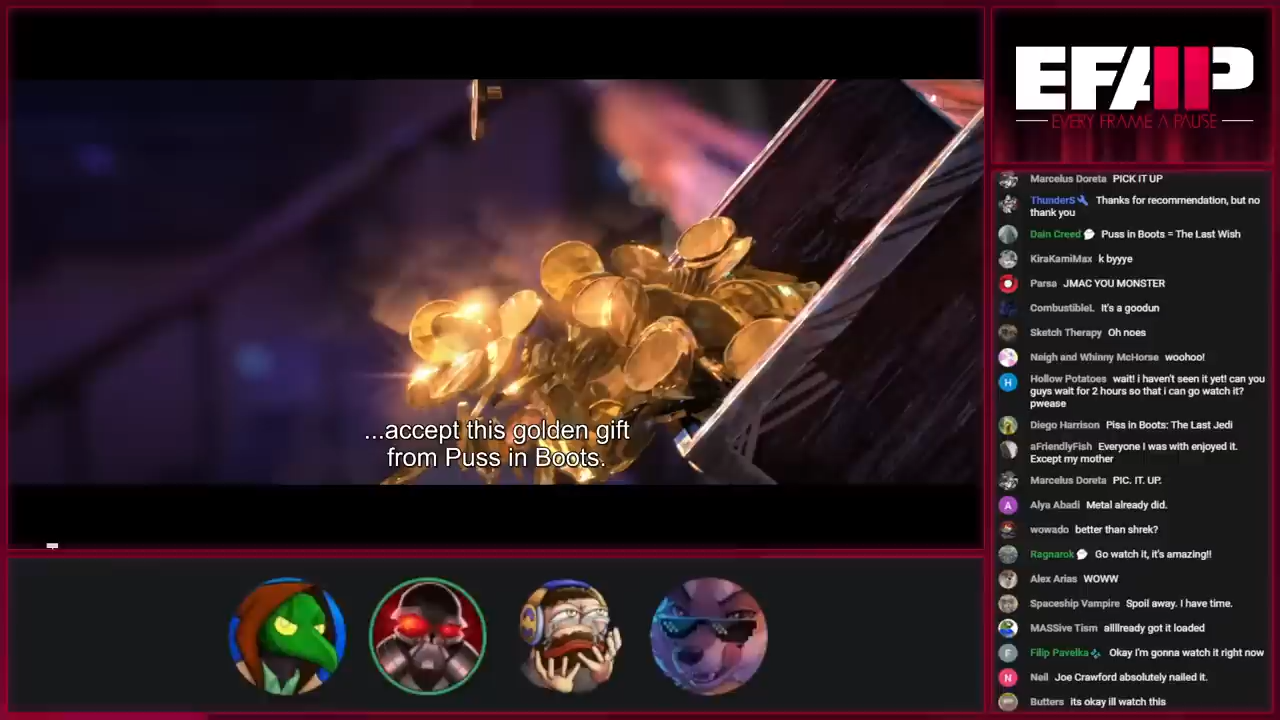 EFAP
EVERY FRAME A PAUSE
...accept this golden gift
from Puss in Boots.
Marcelus Doreta PICK IT UP
ThunderS Thanks for recommendation, but no
thank you
Dain Creed Puss in Boots = The Last Wish
KiraKamiMax k byyye
Parsa JMAC YOU MONSTER
CombustibleL It's a goodun
Sketch Therapy Oh noes
Neigh and Whinny McHorse woohoo!
H Hollow Potatoes wait! i haven't seen it yet! can you
guys wait for 2 hours so that i can go watch it?
pwease
Diego Harrison Piss in Boots: The Last Jedi
aFriendlyFish Everyone I was with enjoyed it.
Except my mother
Marcelus Doreta PIC. IT. UP.
A Alya Abadi Metal already did.
wowado better than shrek?
Ragnarok Go watch it, it's amazing!!
Alex Arias WOWW
Spaceship Vampire Spoil away. I have time.
MASSive Tism allllready got it loaded
F Filip Pavelka Okay I'm gonna watch it right now
N Neil Joe Crawford absolutely nailed it.
Butters its okay ill watch this